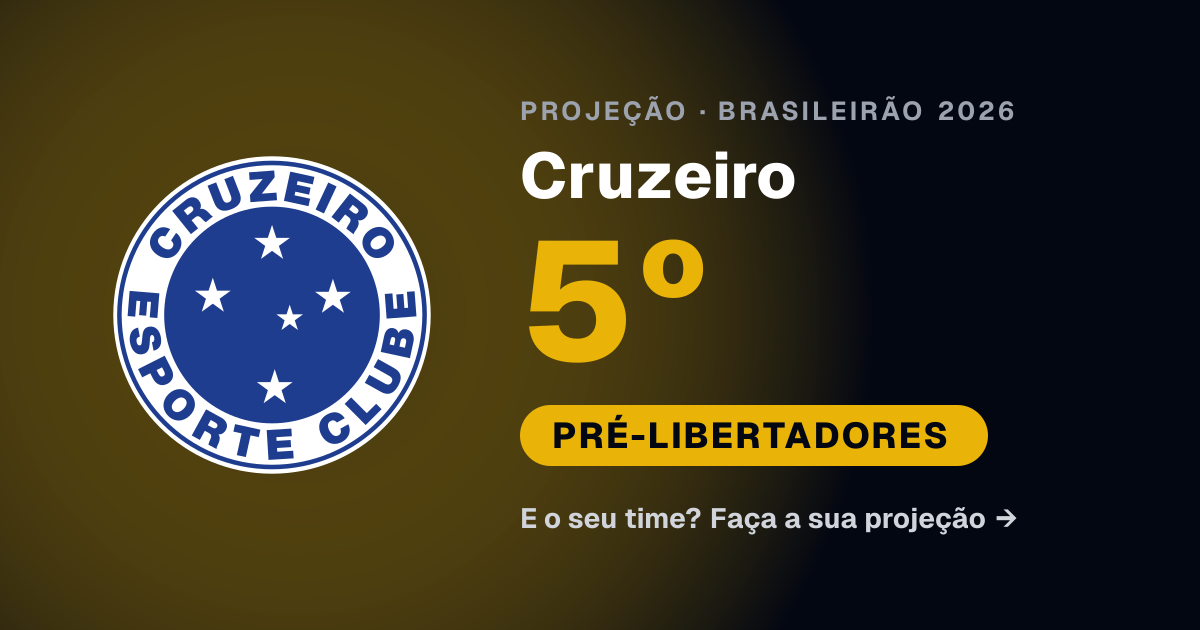 CRUZEIRO
ESPORTE CLUBE
PROJEÇÃO · BRASILEIRÃO 2026
Cruzeiro
5º
PRÉ-LIBERTADORES
E o seu time? Faça a sua projeção →